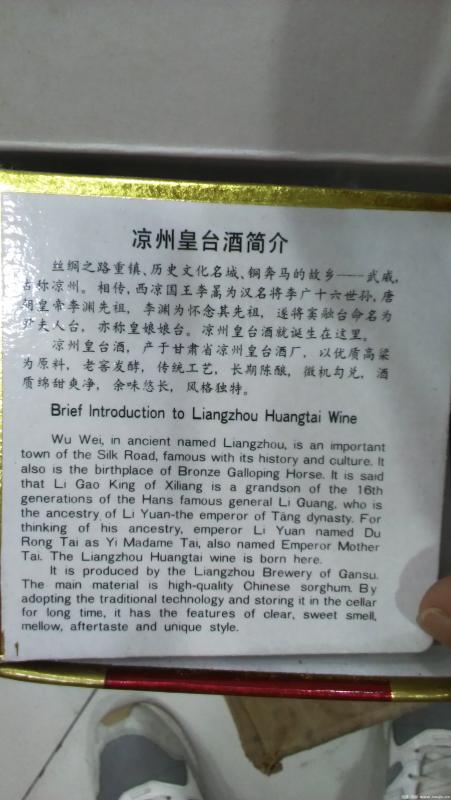 凉州皇台酒简介
丝绸之路重镇、历史文化名城、铜奔马的故乡——武威,
古称凉州。相传,西凉国王李暠为汉名将李广十六世孙,唐
朝皇帝李渊先祖,李渊为怀念其先祖,遂将窦融台命名为
尹夫人台,亦称皇娘娘台。凉州皇台酒就诞生在这里。
凉州皇台酒,产于甘肃省凉州皇台酒厂,以优质高粱
为原料,老窖发酵,传统工艺,长期陈酿,微机勾兑,酒
质绵甜爽净,余味悠长,风格独特。
Brief Introduction to Liangzhou Huangtai Wine
Wu Wei, in ancient named Liangzhou, is an important
town of the Silk Road, famous with its history and culture. It
also is the birthplace of Bronze Galloping Horse. It is said
that Li Gao King of Xiliang is a grandson of the 16th
generations of the Hans famous general Li Guang, who is
the ancestry of Li Yuan-the emperor of Tang dynasty. For
thinking of his ancestry, emperor Li Yuan named Du
Rong Tai as Yi Madame Tai, also named Emperor Mother
Tai. The Liangzhou Huangtai wine is born here.
It is produced by the Liangzhou Brewery of Gansu.
The main material is high-quality Chinese sorghum. By
adopting the traditional technology and storing it in the cellar
for long time, it has the features of clear, sweet smell,
mellow, aftertaste and unique style.
1